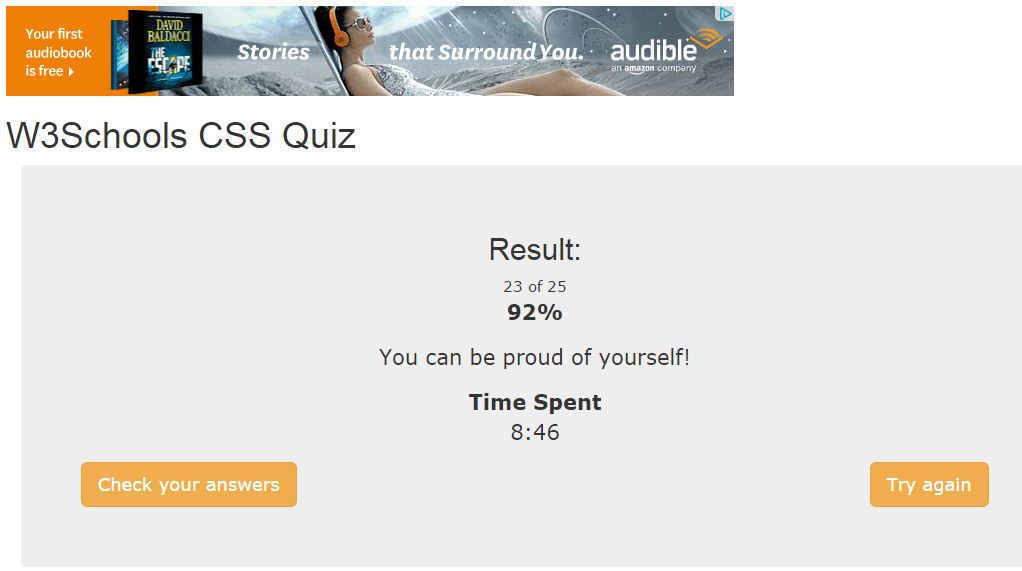 Your first
audiobook
is free
DAVID
BALDACCI
THE
ESCAPE
Stories that Surround You.
audible
an amazon company
W3Schools CSS Quiz
Result:
23 of 25
92%
You can be proud of yourself!
Time Spent
8:46
Check your answers
Try again